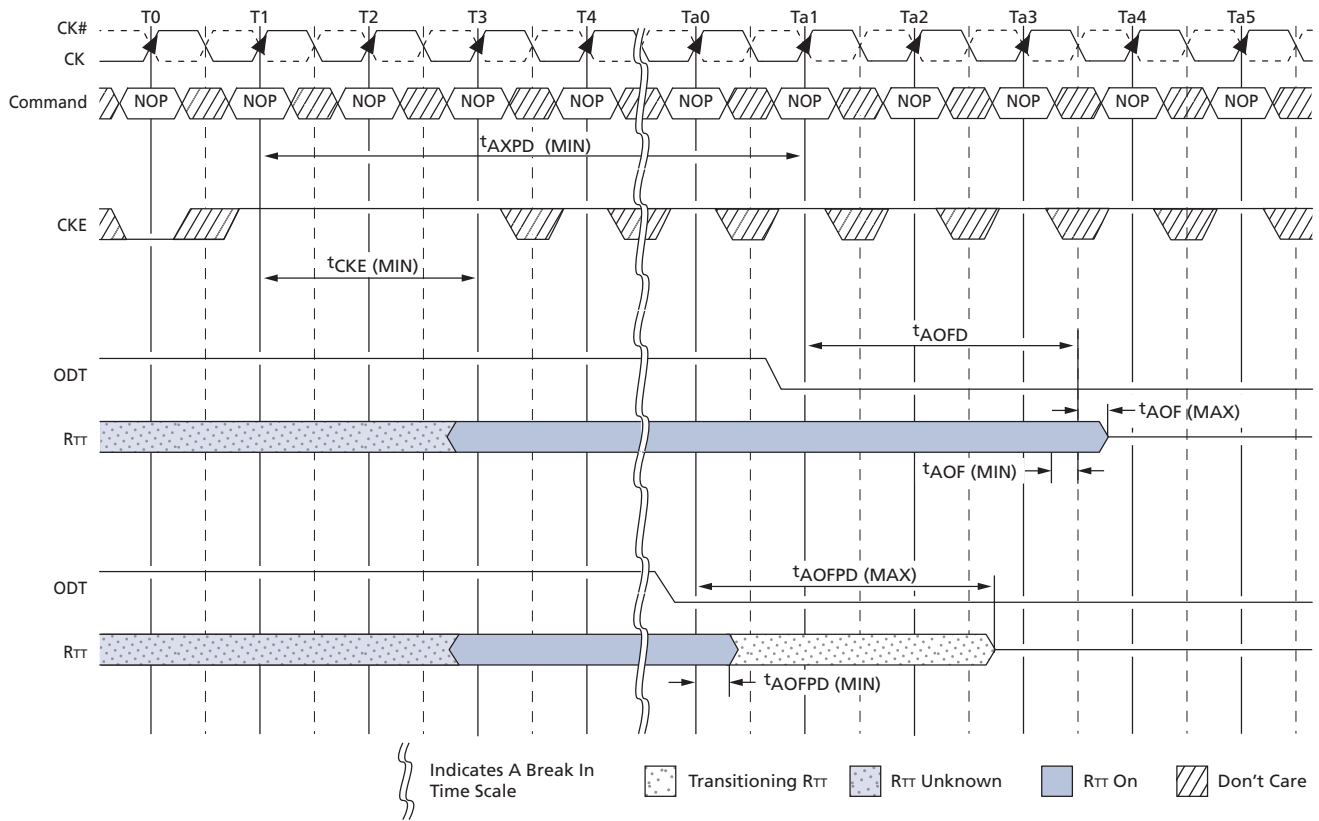 T0 T1 T2 T3 T4 Ta0 Ta1 Ta2 Ta3 Ta4 Ta5
CK#
CK
Command NOP NOP NOP NOP NOP NOP NOP NOP NOP NOP NOP
tAXPD (MIN)
CKE
tCKE (MIN)
tAOFD
ODT
tAOF (MAX)
RTT
tAOF (MIN)
tAOFPD (MAX)
ODT
RTT
tAOFPD (MIN)
Indicates A Break In
Time Scale
Transitioning RTT
RTT Unknown
RTT On
Don't Care